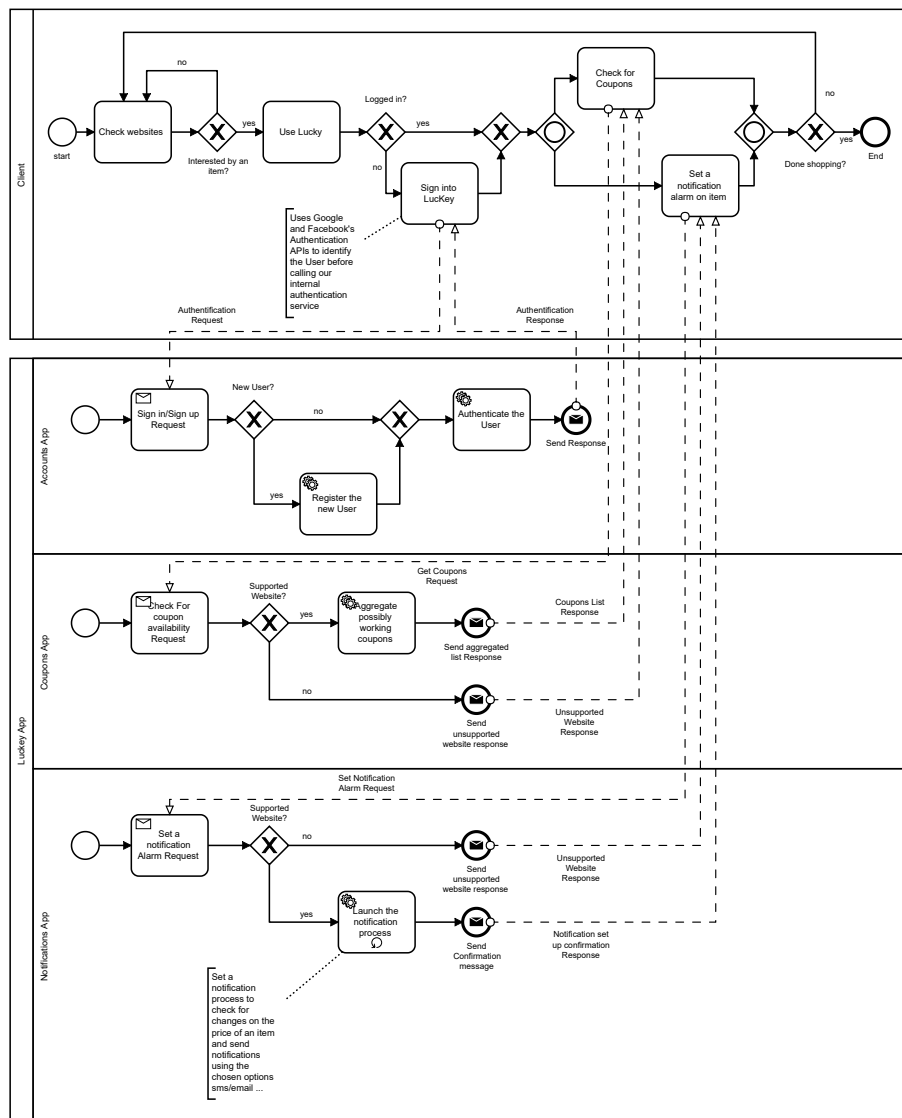 Client
start
Check websites
no
yes
Interested by an
item?
Use Lucky
Logged in?
yes
no
Sign into
LucKey
Uses Google
and Facebook's
Authentication
APIs to identify
the User before
calling our
internal
authentication
service
Check for
Coupons
Set a
notification
alarm on item
no
yes
Done shopping?
End
Authentification
Request
Authentification
Response
Luckey App
Accounts App
Sign in/Sign up
Request
New User?
no
yes
Register the
new User
Authenticate the
User
Send Response
Coupons App
Get Coupons
Request
Check For
coupon
availability
Request
Supported
Website?
yes
no
Aggregate
possibly
working
coupons
Send aggregated
list Response
Coupons List
Response
Send
unsupported
website response
Unsupported
Website
Response
Notifications App
Set Notification
Alarm Request
Set a
notification
Alarm Request
Supported
Website?
no
yes
Send
unsupported
website response
Unsupported
Website
Response
Launch the
notification
process
Send
Confirmation
message
Notification set
up confirmation
Response
Set a
notification
process to
check for
changes on the
price of an item
and send
notifications
using the
chosen options
sms/email ...